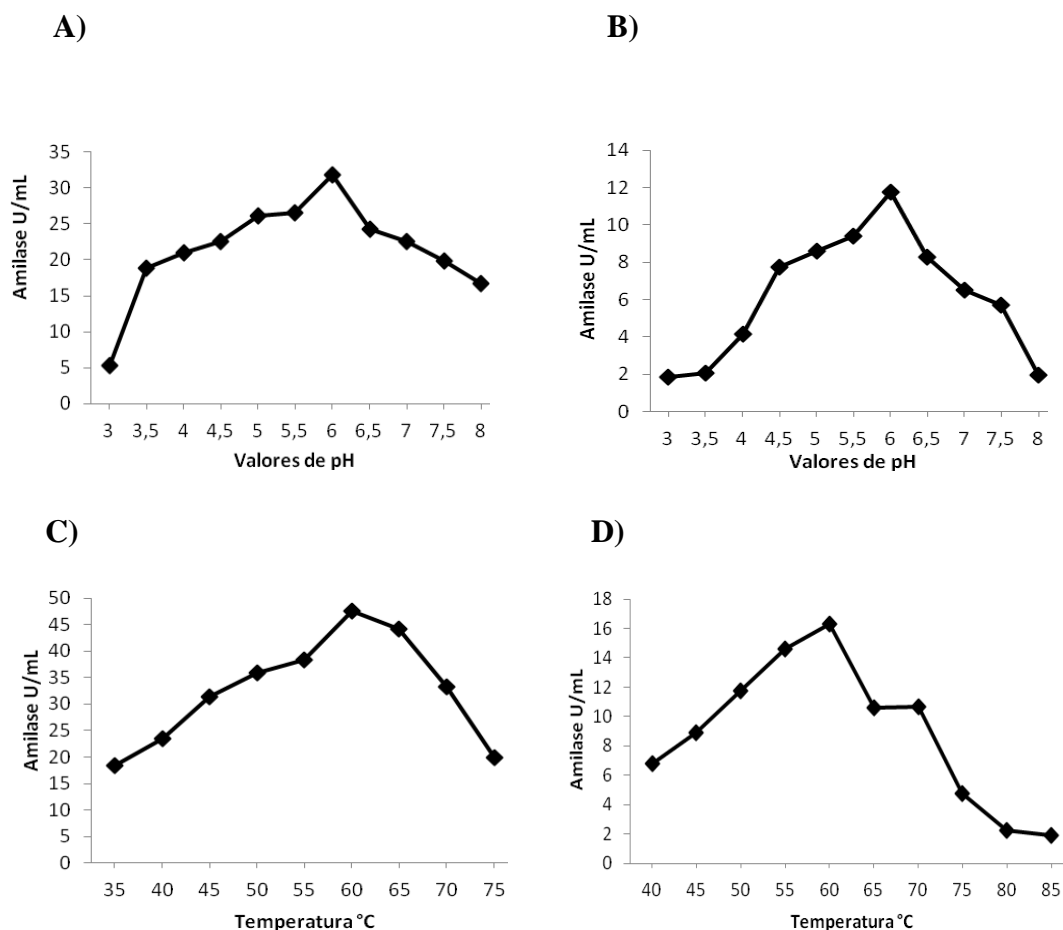 A)
B)
Amilase U/mL
35
30
25
20
15
10
5
0
3 3,5 4 4,5 5 5,5 6 6,5 7 7,5 8
Valores de pH
Amilase U/mL
14
12
10
8
6
4
2
0
3 3,5 4 4,5 5 5,5 6 6,5 7 7,5 8
Valores de pH
C)
D)
Amilase U/mL
50
45
40
35
30
25
20
15
10
5
0
35 40 45 50 55 60 65 70 75
Temperatura °C
Amilase U/mL
18
16
14
12
10
8
6
4
2
0
40 45 50 55 60 65 70 75 80 85
Temperatura °C